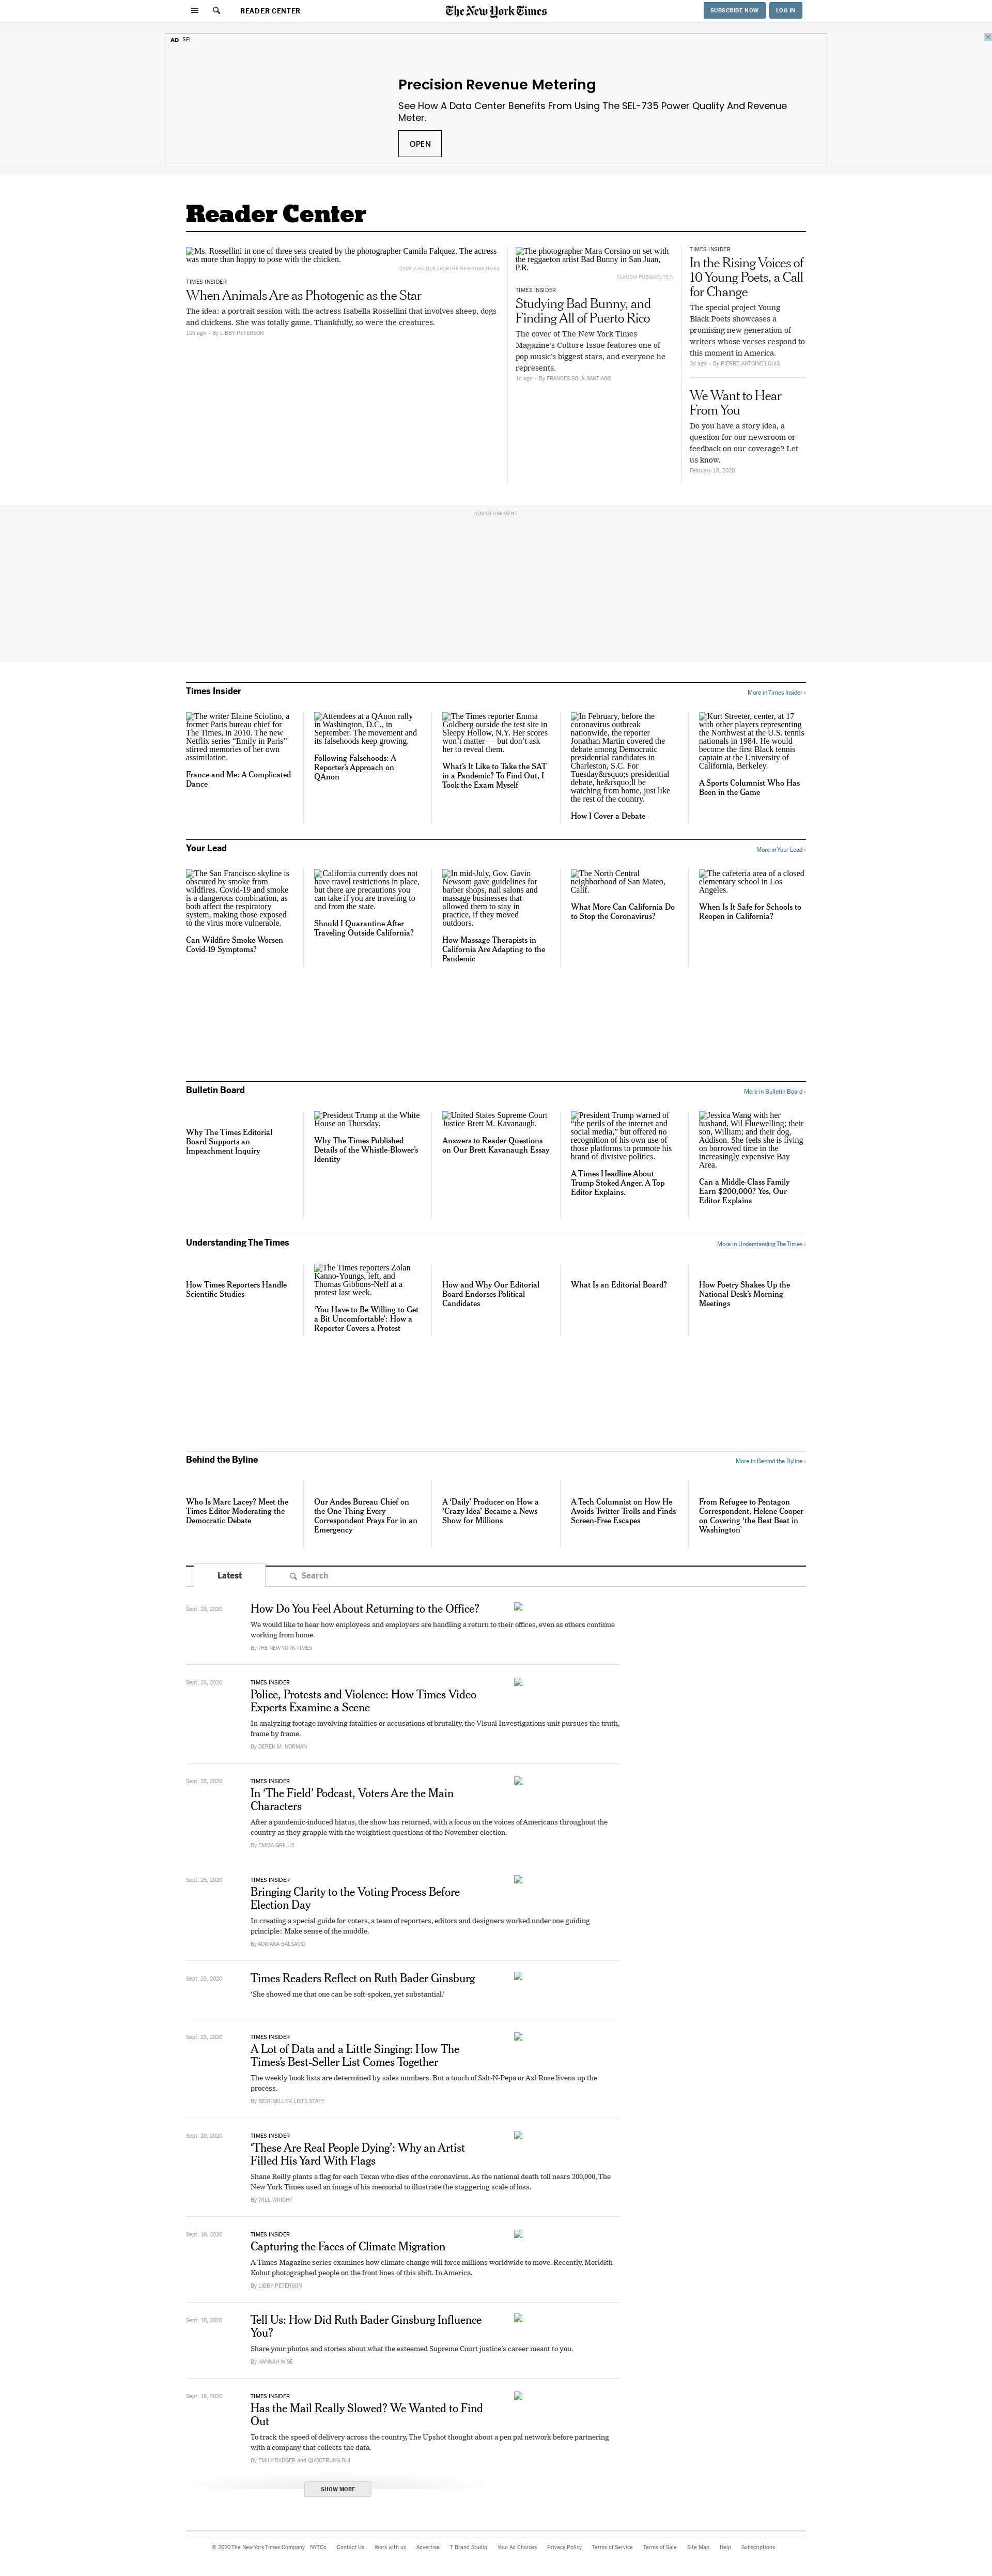 READER CENTER
The New York Times
SUBSCRIBE NOW
LOG IN
AD SEL
Precision Revenue Metering
See How A Data Center Benefits From Using The SEL-735 Power Quality And Revenue
Meter.
OPEN
Reader Center
Ms. Rossellini in one of three sets created by the photographer Camila Falquez. The actress
was more than happy to pose with the chicken.
CAMILA FALQUEZ FOR THE NEW YORK TIMES
TIMES INSIDER
When Animals Are as Photogenic as the Star
The idea: a portrait session with the actress Isabella Rossellini that involves sheep, dogs
and chickens. She was totally game. Thankfully, so were the creatures.
10h ago - By LIBBY PETERSON
The photographer Mara Corsino on set with
the reggaeton artist Bad Bunny in San Juan,
P.R.
TIMES INSIDER
Studying Bad Bunny, and
Finding All of Puerto Rico
The cover of The New York Times
Magazine's Culture Issue features one of
pop music's biggest stars, and everyone he
represents.
1d ago - By FRANCES SOLÁ-SANTIAGO
TIMES INSIDER
In the Rising Voices of
10 Young Poets, a Call
for Change
The special project Young
Black Poets showcases a
promising new generation of
writers whose verses respond to
this moment in America.
3d ago - By PIERRE-ANTOINE LOUIS
We Want to Hear
From You
Do you have a story idea, a
question for our newsroom or
feedback on our coverage? Let
us know.
February 18, 2020
ADVERTISEMENT
Times Insider
More in Times Insider ›
The writer Elaine Sciolino, a
former Paris bureau chief for
The Times, in 2010. The new
Netflix series “Emily in Paris”
stirred memories of her own
assimilation.
France and Me: A Complicated
Dance
Attendees at a QAnon rally
in Washington, D.C., in
September. The movement and
its falsehoods keep growing.
Following Falsehoods: A
Reporter’s Approach on
QAnon
The Times reporter Emma
Goldberg outside the test site in
Sleepy Hollow, N.Y. Her scores
won’t matter — but don’t ask
her to reveal them.
What’s It Like to Take the SAT
in a Pandemic? To Find Out, I
Took the Exam Myself
In February, before the
coronavirus outbreak
nationwide, the reporter
Jonathan Martin covered the
debate among Democratic
presidential candidates in
Charleston, S.C. For
Tuesday&rsquo;s presidential
debate, he&rsquo;ll be
watching from home, just like
the rest of the country.
How I Cover a Debate
Kurt Streeter, center, at 17
with other players representing
the Northwest at the U.S. tennis
nationals in 1984. He would
become the first Black tennis
captain at the University of
California, Berkeley.
A Sports Columnist Who Has
Been in the Game
Your Lead
More in Your Lead ›
The San Francisco skyline is
obscured by smoke from
wildfires. Covid-19 and smoke
is a dangerous combination, as
both affect the respiratory
system, making those exposed
to the virus more vulnerable.
Can Wildfire Smoke Worsen
Covid-19 Symptoms?
California currently does not
have travel restrictions in place,
but there are precautions you
can take if you are traveling to
and from the state.
Should I Quarantine After
Traveling Outside California?
In mid-July, Gov. Gavin
Newsom gave guidelines for
barber shops, nail salons and
massage businesses that
allowed them to stay in
practice, if they moved
outdoors.
How Massage Therapists in
California Are Adapting to the
Pandemic
The North Central
neighborhood of San Mateo,
Calif.
What More Can California Do
to Stop the Coronavirus?
The cafeteria area of a closed
elementary school in Los
Angeles.
When Is It Safe for Schools to
Reopen in California?
Bulletin Board
More in Bulletin Board ›
Why The Times Editorial
Board Supports an
Impeachment Inquiry
President Trump at the White
House on Thursday.
Why The Times Published
Details of the Whistle-Blower’s
Identity
United States Supreme Court
Justice Brett M. Kavanaugh.
Answers to Reader Questions
on Our Brett Kavanaugh Essay
President Trump warned of
“the perils of the internet and
social media,” but offered no
recognition of his own use of
those platforms to promote his
brand of divisive politics.
A Times Headline About
Trump Stoked Anger. A Top
Editor Explains.
Jessica Wang with her
husband, Wil Fluewelling; their
son, William; and their dog,
Addison. She feels she is living
on borrowed time in the
increasingly expensive Bay
Area.
Can a Middle-Class Family
Earn $200,000? Yes, Our
Editor Explains
Understanding The Times
More in Understanding The Times ›
How Times Reporters Handle
Scientific Studies
The Times reporters Zolan
Kanno-Youngs, left, and
Thomas Gibbons-Neff at a
protest last week.
‘You Have to Be Willing to Get
a Bit Uncomfortable’: How a
Reporter Covers a Protest
How and Why Our Editorial
Board Endorses Political
Candidates
What Is an Editorial Board?
How Poetry Shakes Up the
National Desk’s Morning
Meetings
Behind the Byline
More in Behind the Byline ›
Who Is Marc Lacey? Meet the
Times Editor Moderating the
Democratic Debate
Our Andes Bureau Chief on
the One Thing Every
Correspondent Prays For in an
Emergency
A ‘Daily’ Producer on How a
‘Crazy Idea’ Became a News
Show for Millions
A Tech Columnist on How He
Avoids Twitter Trolls and Finds
Screen-Free Escapes
From Refugee to Pentagon
Correspondent, Helene Cooper
on Covering ‘the Best Beat in
Washington’
Latest
Search
Sept. 29, 2020
How Do You Feel About Returning to the Office?
We would like to hear how employees and employers are handling a return to their offices, even as others continue
working from home.
By THE NEW YORK TIMES
Sept. 26, 2020
TIMES INSIDER
Police, Protests and Violence: How Times Video
Experts Examine a Scene
In analyzing footage involving fatalities or accusations of brutality, the Visual Investigations unit pursues the truth,
frame by frame.
By DEREK M. NORMAN
Sept. 25, 2020
TIMES INSIDER
In ‘The Field’ Podcast, Voters Are the Main
Characters
After a pandemic-induced hiatus, the show has returned, with a focus on the voices of Americans throughout the
country as they grapple with the weightiest questions of the November election.
By EMMA GRILLO
Sept. 25, 2020
TIMES INSIDER
Bringing Clarity to the Voting Process Before
Election Day
In creating a special guide for voters, a team of reporters, editors and designers worked under one guiding
principle: Make sense of the muddle.
By ADRIANA BALSAMO
Sept. 23, 2020
Times Readers Reflect on Ruth Bader Ginsburg
‘She showed me that one can be soft-spoken, yet substantial.’
Sept. 23, 2020
TIMES INSIDER
A Lot of Data and a Little Singing: How The
Times’s Best-Seller List Comes Together
The weekly book lists are determined by sales numbers. But a touch of Salt-N-Pepa or Axl Rose livens up the
process.
By BEST-SELLER LISTS STAFF
Sept. 20, 2020
TIMES INSIDER
‘These Are Real People Dying’: Why an Artist
Filled His Yard With Flags
Shane Reilly plants a flag for each Texan who dies of the coronavirus. As the national death toll nears 200,000, The
New York Times used an image of his memorial to illustrate the staggering scale of loss.
By WILL WRIGHT
Sept. 19, 2020
TIMES INSIDER
Capturing the Faces of Climate Migration
A Times Magazine series examines how climate change will force millions worldwide to move. Recently, Meridith
Kohut photographed people on the front lines of this shift. In America.
By LIBBY PETERSON
Sept. 18, 2020
Tell Us: How Did Ruth Bader Ginsburg Influence
You?
Share your photos and stories about what the esteemed Supreme Court justice’s career meant to you.
By HANNAH WISE
Sept. 18, 2020
TIMES INSIDER
Has the Mail Really Slowed? We Wanted to Find
Out
To track the speed of delivery across the country, The Upshot thought about a pen pal network before partnering
with a company that collects the data.
By EMILY BADGER and QUOCTRUNG BUI
SHOW MORE
© 2020 The New York Times Company NYTCo Contact Us Work with us Advertise T Brand Studio Your Ad Choices Privacy Policy Terms of Service Terms of Sale Site Map Help Subscriptions